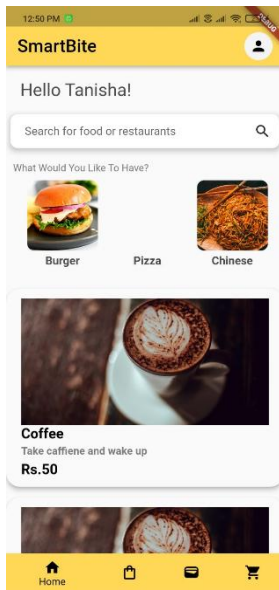 12:50 PM
SmartBite
Hello Tanisha!
Search for food or restaurants
What Would You Like To Have?
Burger Pizza Chinese
Coffee
Take caffiene and wake up
Rs.50
Home